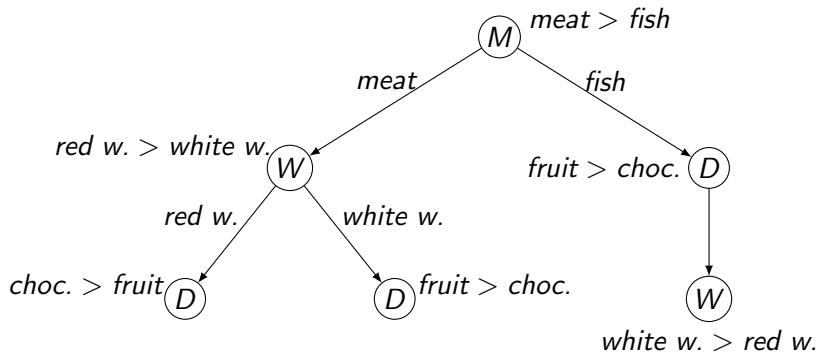 M
meat > fish
meat
fish
red w. > white w.
W
fruit > choc.
D
red w.
white w.
choc. > fruit
D
D
fruit > choc.
W
white w. > red w.